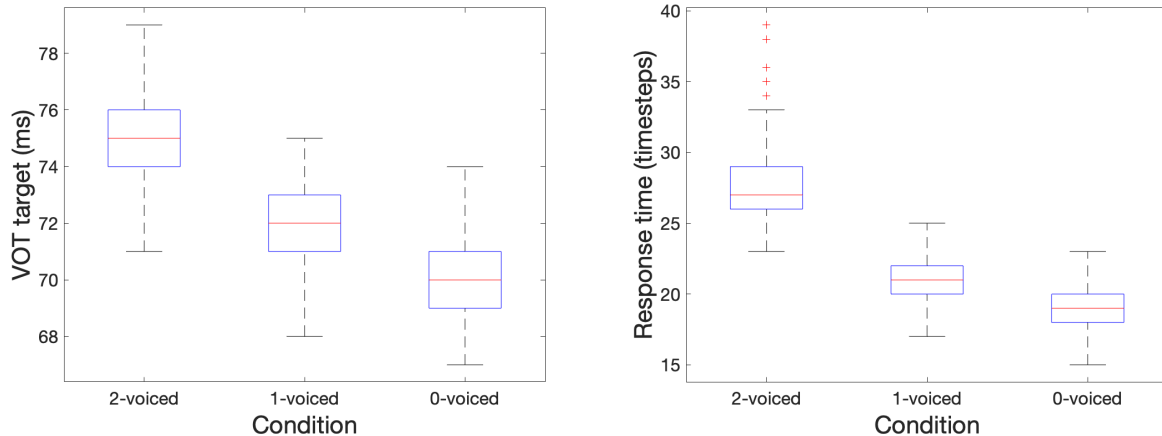 VOT target (ms)
78
76
74
72
70
68
2-voiced
1-voiced
0-voiced
Condition
Response time (timesteps)
40
35
30
25
20
15
2-voiced
1-voiced
0-voiced
Condition